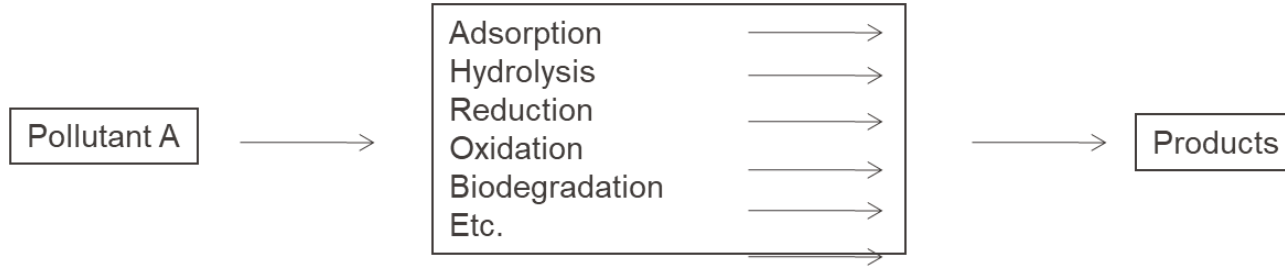 Pollutant A
Adsorption
Hydrolysis
Reduction
Oxidation
Biodegradation
Etc.
Products